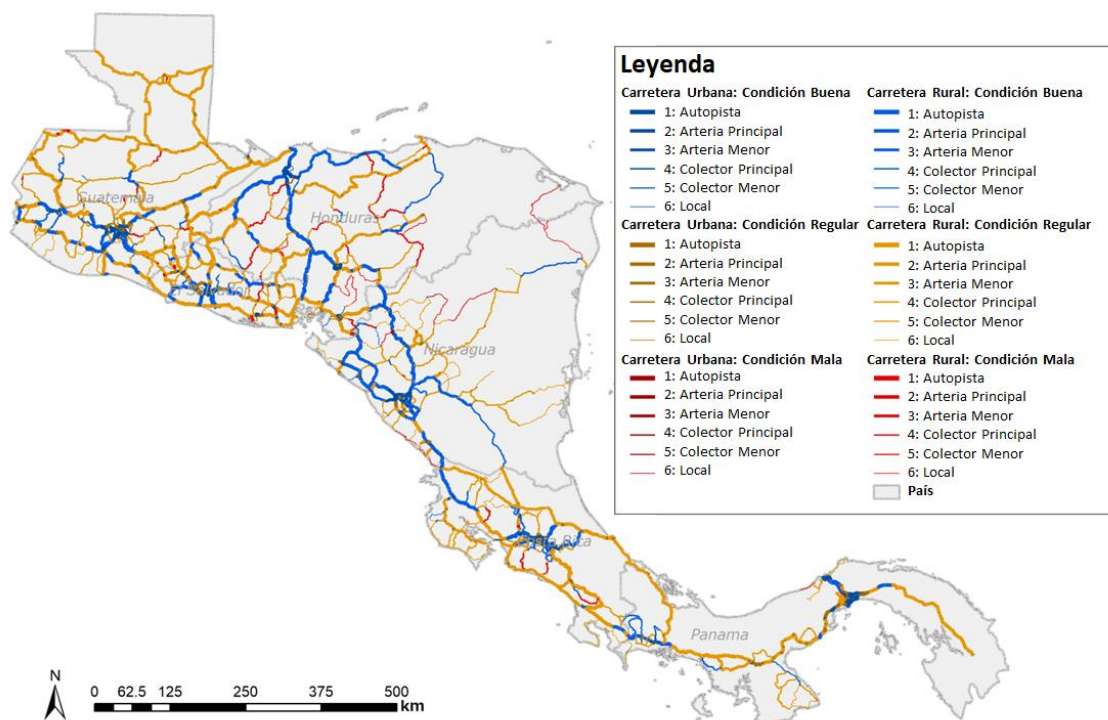 Leyenda
Carretera Urbana: Condición Buena
1: Autopista
2: Arteria Principal
3: Arteria Menor
4: Colector Principal
5: Colector Menor
6: Local
Carretera Rural: Condición Buena
1: Autopista
2: Arteria Principal
3: Arteria Menor
4: Colector Principal
5: Colector Menor
6: Local
Carretera Urbana: Condición Regular
1: Autopista
2: Arteria Principal
3: Arteria Menor
4: Colector Principal
5: Colector Menor
6: Local
Carretera Rural: Condición Regular
1: Autopista
2: Arteria Principal
3: Arteria Menor
4: Colector Principal
5: Colector Menor
6: Local
Carretera Urbana: Condición Mala
1: Autopista
2: Arteria Principal
3: Arteria Menor
4: Colector Principal
5: Colector Menor
6: Local
Carretera Rural: Condición Mala
1: Autopista
2: Arteria Principal
3: Arteria Menor
4: Colector Principal
5: Colector Menor
6: Local
País
Guatemala
Honduras
El Salvador
Nicaragua
Costa Rica
Panama
N
0 62.5 125 250 375 500
km